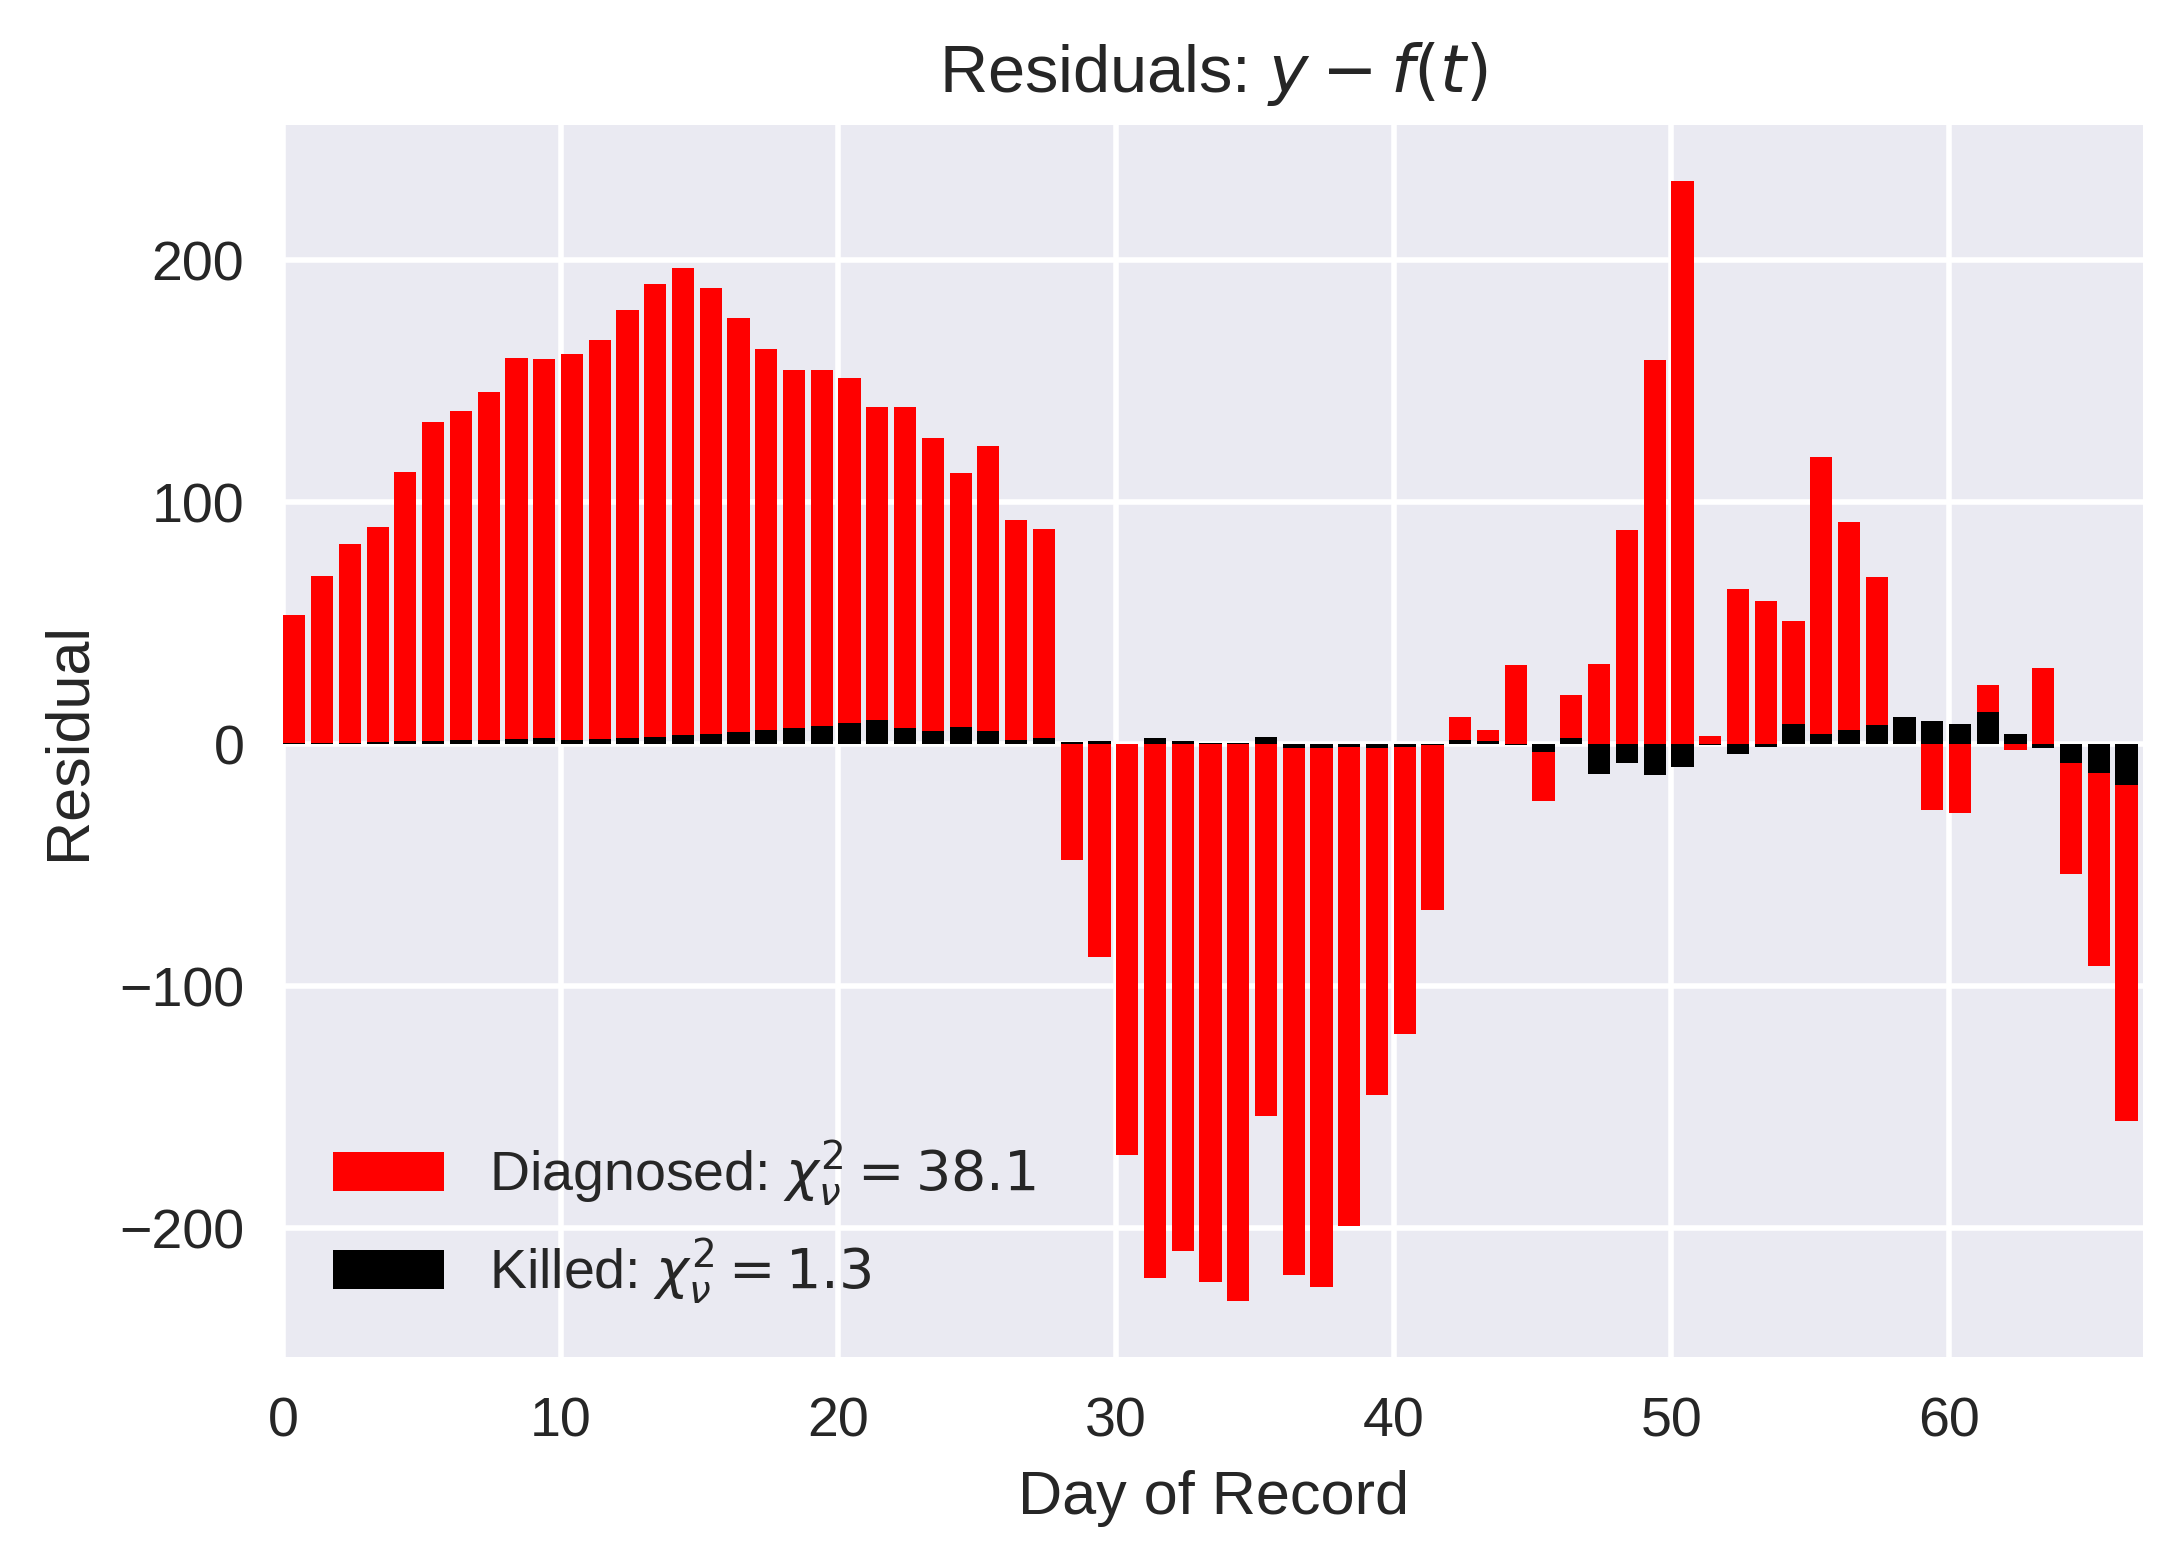 Residuals: y − f(t)
200
100
0
−100
−200
Residual
Diagnosed: χ²ᵥ = 38.1
Killed: χ²ᵥ = 1.3
0 10 20 30 40 50 60
Day of Record